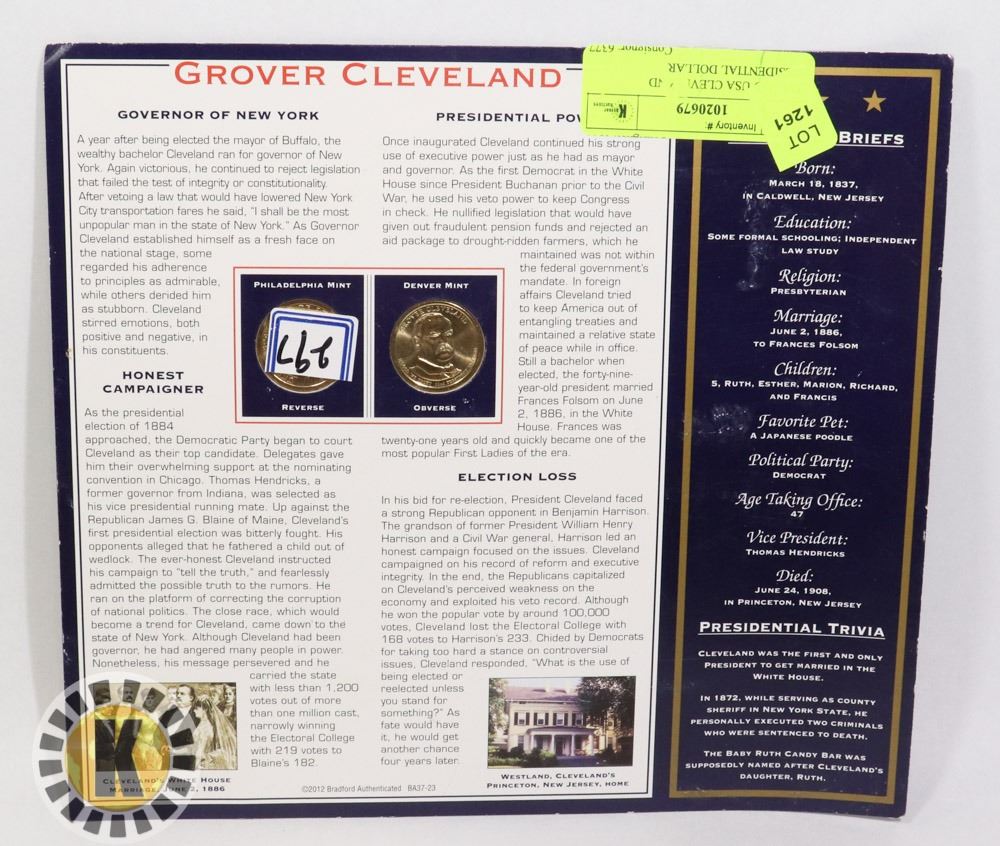 GROVER CLEVELAND
GOVERNOR OF NEW YORK
A year after being elected the mayor of Buffalo, the
wealthy bachelor Cleveland ran for governor of New
York. Again victorious, he continued to reject legislation
that failed the test of integrity or constitutionality.
After vetoing a law that would have lowered New York
City transportation fares he said, "I shall be the most
unpopular man in the state of New York." As Governor
Cleveland established himself as a fresh face on
the national stage, some
regarded his adherence
to principles as admirable,
while others derided him
as stubborn. Cleveland
stirred emotions, both
positive and negative, in
his constituents.
HONEST
CAMPAIGNER
As the presidential
election of 1884
approached, the Democratic Party began to court
Cleveland as their top candidate. Delegates gave
him their overwhelming support at the nominating
convention in Chicago. Thomas Hendricks, a
former governor from Indiana, was selected as
his vice presidential running mate. Up against the
Republican James G. Blaine of Maine, Cleveland's
first presidential election was bitterly fought. His
opponents alleged that he fathered a child out of
wedlock. The ever-honest Cleveland instructed
his campaign to "tell the truth," and fearlessly
admitted the possible truth to the rumors. He
ran on the platform of correcting the corruption
of national politics. The close race, which would
become a trend for Cleveland, came down to the
state of New York. Although Cleveland had been
governor, he had angered many people in power.
Nonetheless, his message persevered and he
carried the state
with less than 1,200
votes out of more
than one million cast,
narrowly winning
the Electoral College
with 219 votes to
Blaine's 182.
CLEVELAND'S WHITE HOUSE
MARRIAGE, JUNE 2, 1886
K
PHILADELPHIA MINT
REVERSE
DENVER MINT
OBVERSE
PRESIDENTIAL
Once inaugurated Cleveland continued his strong
use of executive power just as he had as mayor
and governor. As the first Democrat in the White
House since President Buchanan prior to the Civil
War, he used his veto power to keep Congress
in check. He nullified legislation that would have
given out fraudulent pension funds and rejected an
aid package to drought-ridden farmers, which he
maintained was not within
the federal government's
mandate. In foreign
affairs Cleveland tried
to keep America out of
entangling treaties and
maintained a relative state
of peace while in office.
Still a bachelor when
elected, the forty-nine-
year-old president married
Frances Folsom on June
2, 1886, in the White
House. Frances was
twenty-one years old and quickly became one of the
most popular First Ladies of the era.
ELECTION LOSS
In his bid for re-election, President Cleveland faced
a strong Republican opponent in Benjamin Harrison.
The grandson of former President William Henry
Harrison and a Civil War general, Harrison led an
honest campaign focused on the issues. Cleveland
campaigned on his record of reform and executive
integrity. In the end, the Republicans capitalized
on Cleveland's perceived weakness on the
economy and exploited his veto record. Although
he won the popular vote by around 100,000
votes, Cleveland lost the Electoral College with
168 votes to Harrison's 233. Chided by Democrats
for taking too hard a stance on controversial
issues, Cleveland responded, "What is the use of
being elected or
reelected unless
you stand for
something?" As
fate would have
it, he would get
another chance
four years later.
WESTLAND, CLEVELAND'S
PRINCETON, NEW JERSEY, HOME
©2012 Bradford Authenticated BA37-23
Consignor 6377
USA
Inventory# 1020679
LOT
1261
BRIEFS
Born:
MARCH 18, 1837,
IN CALDWELL, NEW JERSEY
Education:
SOME FORMAL SCHOOLING; INDEPENDENT
LAW STUDY
Religion:
PRESBYTERIAN
Marriage:
JUNE 2, 1886,
TO FRANCES FOLSOM
Children:
5, RUTH, ESTHER, MARION, RICHARD,
AND FRANCIS
Favorite Pet:
A JAPANESE POODLE
Political Party:
DEMOCRAT
Age Taking Office:
47
Vice President:
THOMAS HENDRICKS
Died:
JUNE 24, 1908,
IN PRINCETON, NEW JERSEY
PRESIDENTIAL TRIVIA
CLEVELAND WAS THE FIRST AND ONLY
PRESIDENT TO GET MARRIED IN THE
WHITE HOUSE.
IN 1872, WHILE SERVING AS COUNTY
SHERIFF IN NEW YORK STATE, HE
PERSONALLY EXECUTED TWO CRIMINALS
WHO WERE SENTENCED TO DEATH.
THE BABY RUTH CANDY BAR WAS
SUPPOSEDLY NAMED AFTER CLEVELAND'S
DAUGHTER, RUTH.